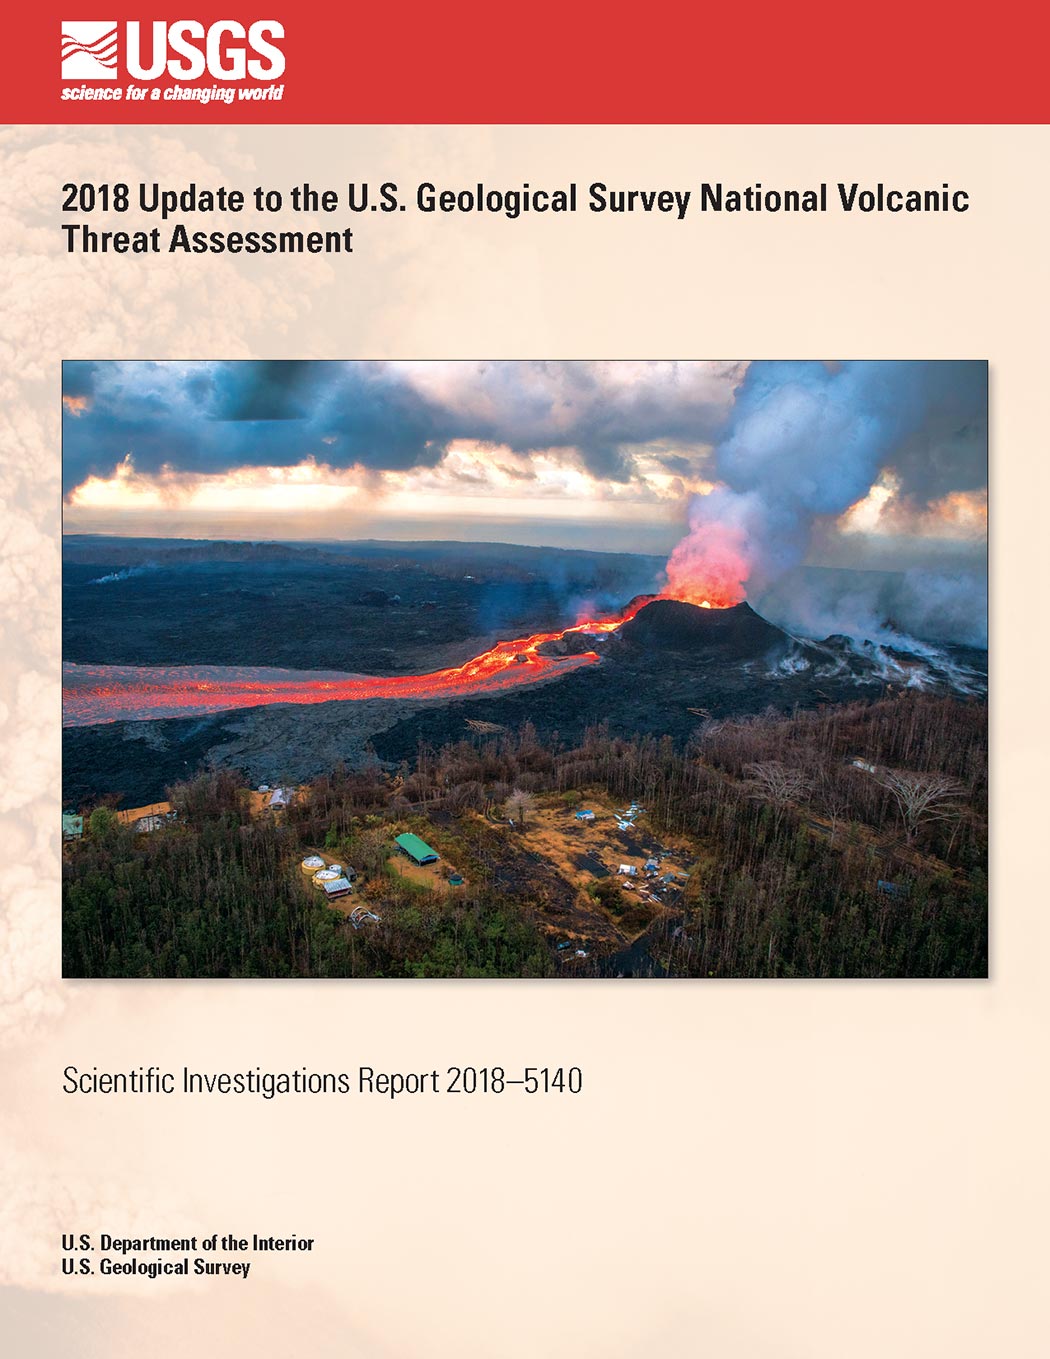 USGS
science for a changing world
2018 Update to the U.S. Geological Survey National Volcanic
Threat Assessment
Scientific Investigations Report 2018–5140
U.S. Department of the Interior
U.S. Geological Survey